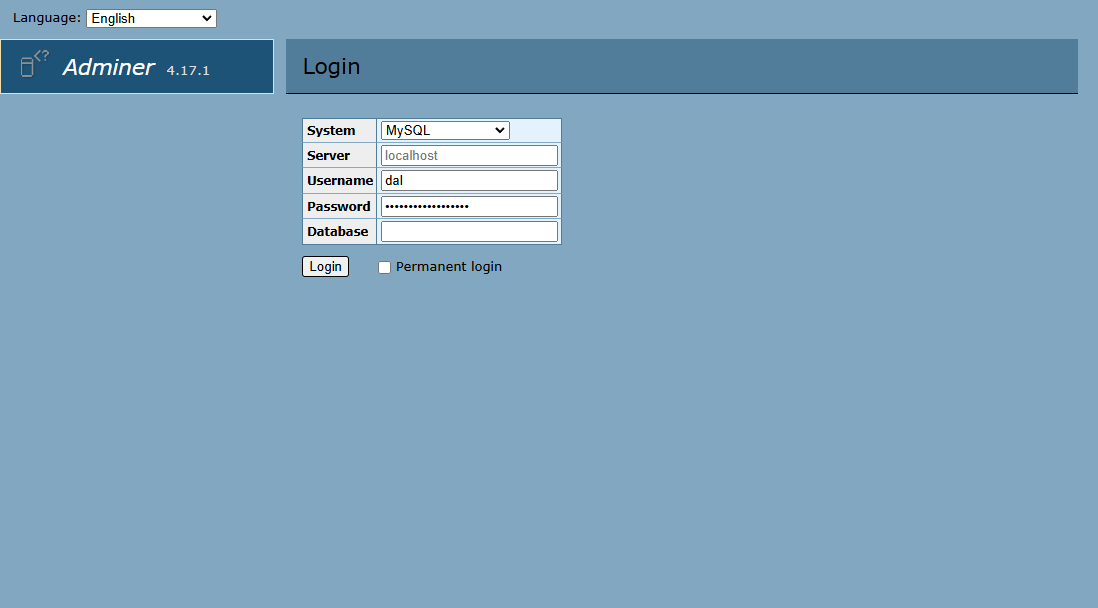 Language: English
<? Adminer 4.17.1
Login
System MySQL
Server localhost
Username dal
Password ••••••••••••••••••
Database
Login Permanent login